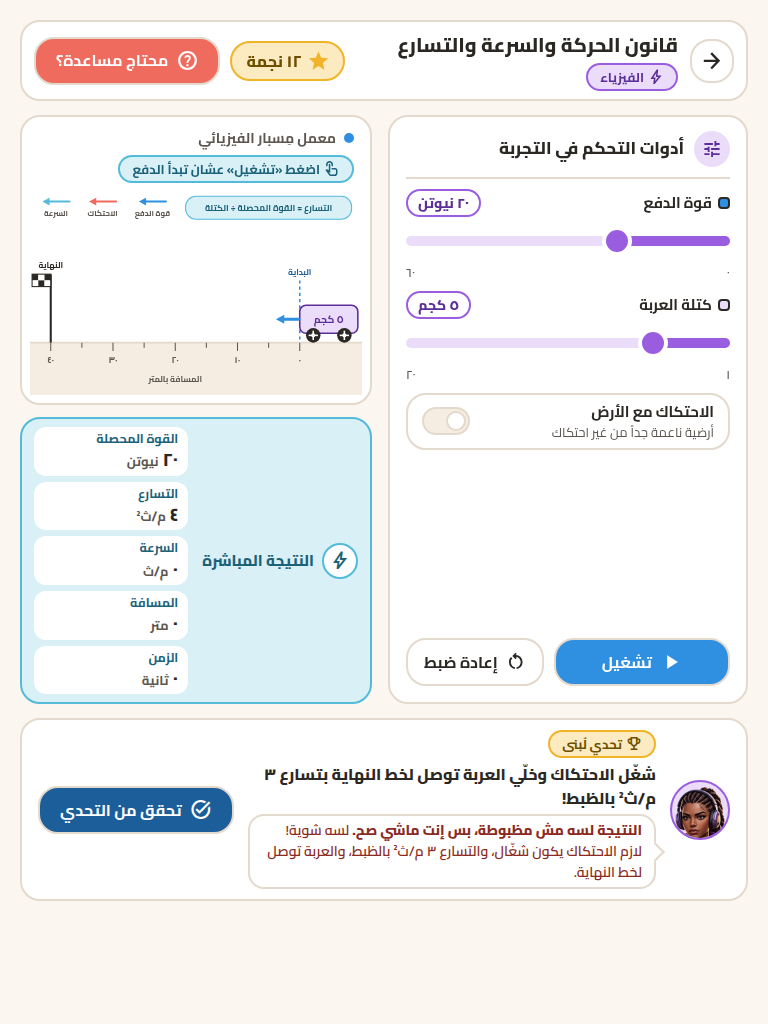 قانون الحركة والسرعة والتسارع
الفيزياء
١٢ نجمة
محتاج مساعدة؟
أدوات التحكم في التجربة
قوة الدفع
٢٠ نيوتن
٠
٦٠
كتلة العربة
٥ كجم
١
٢٠
الاحتكاك مع الأرض
أرضية ناعمة جداً من غير احتكاك
تشغيل
إعادة ضبط
معمل مِسبار الفيزيائي
اضغط «تشغيل» عشان تبدأ الدفع
التسارع = القوة المحصلة ÷ الكتلة
قوة الدفع
الاحتكاك
السرعة
البداية
النهاية
٥ كجم
٠
١٠
٢٠
٣٠
٤٠
المسافة بالمتر
النتيجة المباشرة
القوة المحصلة
٢٠ نيوتن
التسارع
٤ م/ث²
السرعة
٠ م/ث
المسافة
٠ متر
الزمن
٠ ثانية
تحدي لُبنى
شغّل الاحتكاك وخلّي العربة توصل لخط النهاية بتسارع ٣
م/ث² بالظبط!
النتيجة لسه مش مظبوطة، بس إنت ماشي صح. لسه شوية!
لازم الاحتكاك يكون شغّال، والتسارع ٣ م/ث² بالظبط، والعربة توصل
لخط النهاية.
تحقق من التحدي